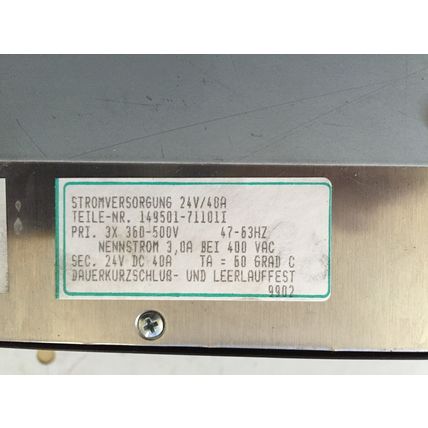 STROMVERSORGUNG 24V/40A
TEILE-NR. 149501-71101I
PRI. 3X 360-500V 47-63HZ
NENNSTROM 3,0A BEI 400 VAC
SEC. 24V DC 40A TA = 60 GRAD C
DAUERKURZSCHLUß- UND LEERLAUFFEST
9902